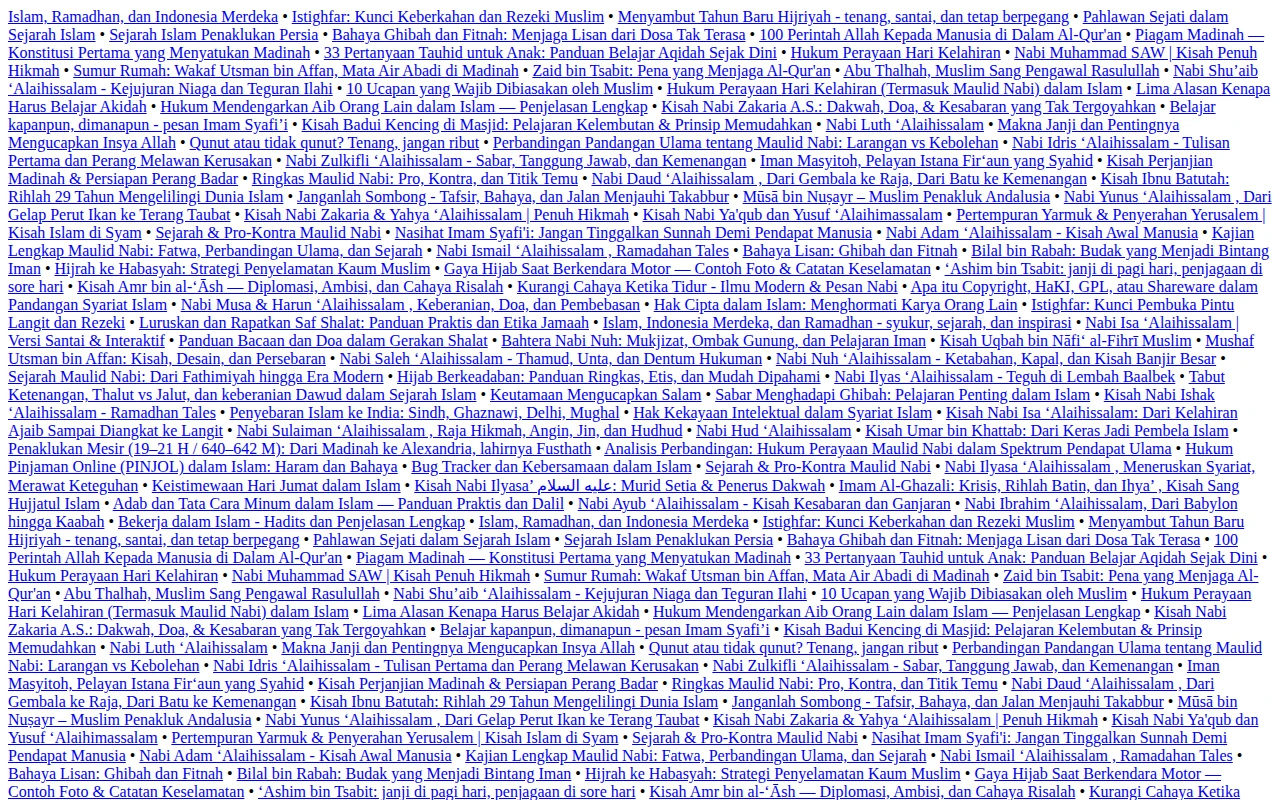 Islam, Ramadhan, dan Indonesia Merdeka • Istighfar: Kunci Keberkahan dan Rezeki Muslim • Menyambut Tahun Baru Hijriyah - tenang, santai, dan tetap berpegang • Pahlawan Sejati dalam
Sejarah Islam • Sejarah Islam Penaklukan Persia • Bahaya Ghibah dan Fitnah: Menjaga Lisan dari Dosa Tak Terasa • 100 Perintah Allah Kepada Manusia di Dalam Al-Qur'an • Piagam Madinah —
Konstitusi Pertama yang Menyatukan Madinah • 33 Pertanyaan Tauhid untuk Anak: Panduan Belajar Aqidah Sejak Dini • Hukum Perayaan Hari Kelahiran • Nabi Muhammad SAW | Kisah Penuh
Hikmah • Sumur Rumah: Wakaf Utsman bin Affan, Mata Air Abadi di Madinah • Zaid bin Tsabit: Pena yang Menjaga Al-Qur'an • Abu Thalhah, Muslim Sang Pengawal Rasulullah • Nabi Shu’aib
‘Alaihissalam - Kejujuran Niaga dan Teguran Ilahi • 10 Ucapan yang Wajib Dibiasakan oleh Muslim • Hukum Perayaan Hari Kelahiran (Termasuk Maulid Nabi) dalam Islam • Lima Alasan Kenapa
Harus Belajar Akidah • Hukum Mendengarkan Aib Orang Lain dalam Islam — Penjelasan Lengkap • Kisah Nabi Zakaria A.S.: Dakwah, Doa, & Kesabaran yang Tak Tergoyahkan • Belajar
kapanpun, dimanapun - pesan Imam Syafi’i • Kisah Badui Kencing di Masjid: Pelajaran Kelembutan & Prinsip Memudahkan • Nabi Luth ‘Alaihissalam • Makna Janji dan Pentingnya
Mengucapkan Insya Allah • Qunut atau tidak qunut? Tenang, jangan ribut • Perbandingan Pandangan Ulama tentang Maulid Nabi: Larangan vs Kebolehan • Nabi Idris ‘Alaihissalam - Tulisan
Pertama dan Perang Melawan Kerusakan • Nabi Zulkifli ‘Alaihissalam - Sabar, Tanggung Jawab, dan Kemenangan • Iman Masyitoh, Pelayan Istana Fir‘aun yang Syahid • Kisah Perjanjian
Madinah & Persiapan Perang Badar • Ringkas Maulid Nabi: Pro, Kontra, dan Titik Temu • Nabi Daud ‘Alaihissalam , Dari Gembala ke Raja, Dari Batu ke Kemenangan • Kisah Ibnu Batutah:
Rihlah 29 Tahun Mengelilingi Dunia Islam • Janganlah Sombong - Tafsir, Bahaya, dan Jalan Menjauhi Takabbur • Mūsā bin Nuṣayr – Muslim Penakluk Andalusia • Nabi Yunus ‘Alaihissalam , Dari
Gelap Perut Ikan ke Terang Taubat • Kisah Nabi Zakaria & Yahya ‘Alaihissalam | Penuh Hikmah • Kisah Nabi Ya'qub dan Yusuf ‘Alaihimassalam • Pertempuran Yarmuk & Penyerahan Yerusalem |
Kisah Islam di Syam • Sejarah & Pro-Kontra Maulid Nabi • Nasihat Imam Syafi'i: Jangan Tinggalkan Sunnah Demi Pendapat Manusia • Nabi Adam ‘Alaihissalam - Kisah Awal Manusia • Kajian
Lengkap Maulid Nabi: Fatwa, Perbandingan Ulama, dan Sejarah • Nabi Ismail ‘Alaihissalam , Ramadahan Tales • Bahaya Lisan: Ghibah dan Fitnah • Bilal bin Rabah: Budak yang Menjadi Bintang
Iman • Hijrah ke Habasyah: Strategi Penyelamatan Kaum Muslim • Gaya Hijab Saat Berkendara Motor — Contoh Foto & Catatan Keselamatan • ‘Ashim bin Tsabit: janji di pagi hari, penjagaan di
sore hari • Kisah Amr bin al-‘Āsh — Diplomasi, Ambisi, dan Cahaya Risalah • Kurangi Cahaya Ketika Tidur - Ilmu Modern & Pesan Nabi • Apa itu Copyright, HaKI, GPL, atau Shareware dalam
Pandangan Syariat Islam • Nabi Musa & Harun ‘Alaihissalam , Keberanian, Doa, dan Pembebasan • Hak Cipta dalam Islam: Menghormati Karya Orang Lain • Istighfar: Kunci Pembuka Pintu
Langit dan Rezeki • Luruskan dan Rapatkan Saf Shalat: Panduan Praktis dan Etika Jamaah • Islam, Indonesia Merdeka, dan Ramadhan - syukur, sejarah, dan inspirasi • Nabi Isa ‘Alaihissalam |
Versi Santai & Interaktif • Panduan Bacaan dan Doa dalam Gerakan Shalat • Bahtera Nabi Nuh: Mukjizat, Ombak Gunung, dan Pelajaran Iman • Kisah Uqbah bin Nāfi‘ al-Fihrī Muslim • Mushaf
Utsman bin Affan: Kisah, Desain, dan Persebaran • Nabi Saleh ‘Alaihissalam - Thamud, Unta, dan Dentum Hukuman • Nabi Nuh ‘Alaihissalam - Ketabahan, Kapal, dan Kisah Banjir Besar •
Sejarah Maulid Nabi: Dari Fathimiyah hingga Era Modern • Hijab Berkeadaban: Panduan Ringkas, Etis, dan Mudah Dipahami • Nabi Ilyas ‘Alaihissalam - Teguh di Lembah Baalbek • Tabut
Ketenangan, Thalut vs Jalut, dan keberanian Dawud dalam Sejarah Islam • Keutamaan Mengucapkan Salam • Sabar Menghadapi Ghibah: Pelajaran Penting dalam Islam • Kisah Nabi Ishak
‘Alaihissalam - Ramadhan Tales • Penyebaran Islam ke India: Sindh, Ghaznawi, Delhi, Mughal • Hak Kekayaan Intelektual dalam Syariat Islam • Kisah Nabi Isa ‘Alaihissalam: Dari Kelahiran
Ajaib Sampai Diangkat ke Langit • Nabi Sulaiman ‘Alaihissalam , Raja Hikmah, Angin, Jin, dan Hudhud • Nabi Hud ‘Alaihissalam • Kisah Umar bin Khattab: Dari Keras Jadi Pembela Islam •
Penaklukan Mesir (19–21 H / 640–642 M): Dari Madinah ke Alexandria, lahirnya Fusthath • Analisis Perbandingan: Hukum Perayaan Maulid Nabi dalam Spektrum Pendapat Ulama • Hukum
Pinjaman Online (PINJOL) dalam Islam: Haram dan Bahaya • Bug Tracker dan Kebersamaan dalam Islam • Sejarah & Pro-Kontra Maulid Nabi • Nabi Ilyasa ‘Alaihissalam , Meneruskan Syariat,
Merawat Keteguhan • Keistimewaan Hari Jumat dalam Islam • Kisah Nabi Ilyasa’ عليه السلام: Murid Setia & Penerus Dakwah • Imam Al-Ghazali: Krisis, Rihlah Batin, dan Ihya’ , Kisah Sang
Hujjatul Islam • Adab dan Tata Cara Minum dalam Islam — Panduan Praktis dan Dalil • Nabi Ayub ‘Alaihissalam - Kisah Kesabaran dan Ganjaran • Nabi Ibrahim ‘Alaihissalam, Dari Babylon
hingga Kaabah • Bekerja dalam Islam - Hadits dan Penjelasan Lengkap • Islam, Ramadhan, dan Indonesia Merdeka • Istighfar: Kunci Keberkahan dan Rezeki Muslim • Menyambut Tahun Baru
Hijriyah - tenang, santai, dan tetap berpegang • Pahlawan Sejati dalam Sejarah Islam • Sejarah Islam Penaklukan Persia • Bahaya Ghibah dan Fitnah: Menjaga Lisan dari Dosa Tak Terasa • 100
Perintah Allah Kepada Manusia di Dalam Al-Qur'an • Piagam Madinah — Konstitusi Pertama yang Menyatukan Madinah • 33 Pertanyaan Tauhid untuk Anak: Panduan Belajar Aqidah Sejak Dini •
Hukum Perayaan Hari Kelahiran • Nabi Muhammad SAW | Kisah Penuh Hikmah • Sumur Rumah: Wakaf Utsman bin Affan, Mata Air Abadi di Madinah • Zaid bin Tsabit: Pena yang Menjaga Al-
Qur'an • Abu Thalhah, Muslim Sang Pengawal Rasulullah • Nabi Shu’aib ‘Alaihissalam - Kejujuran Niaga dan Teguran Ilahi • 10 Ucapan yang Wajib Dibiasakan oleh Muslim • Hukum Perayaan
Hari Kelahiran (Termasuk Maulid Nabi) dalam Islam • Lima Alasan Kenapa Harus Belajar Akidah • Hukum Mendengarkan Aib Orang Lain dalam Islam — Penjelasan Lengkap • Kisah Nabi
Zakaria A.S.: Dakwah, Doa, & Kesabaran yang Tak Tergoyahkan • Belajar kapanpun, dimanapun - pesan Imam Syafi’i • Kisah Badui Kencing di Masjid: Pelajaran Kelembutan & Prinsip
Memudahkan • Nabi Luth ‘Alaihissalam • Makna Janji dan Pentingnya Mengucapkan Insya Allah • Qunut atau tidak qunut? Tenang, jangan ribut • Perbandingan Pandangan Ulama tentang Maulid
Nabi: Larangan vs Kebolehan • Nabi Idris ‘Alaihissalam - Tulisan Pertama dan Perang Melawan Kerusakan • Nabi Zulkifli ‘Alaihissalam - Sabar, Tanggung Jawab, dan Kemenangan • Iman
Masyitoh, Pelayan Istana Fir‘aun yang Syahid • Kisah Perjanjian Madinah & Persiapan Perang Badar • Ringkas Maulid Nabi: Pro, Kontra, dan Titik Temu • Nabi Daud ‘Alaihissalam , Dari
Gembala ke Raja, Dari Batu ke Kemenangan • Kisah Ibnu Batutah: Rihlah 29 Tahun Mengelilingi Dunia Islam • Janganlah Sombong - Tafsir, Bahaya, dan Jalan Menjauhi Takabbur • Mūsā bin
Nuṣayr – Muslim Penakluk Andalusia • Nabi Yunus ‘Alaihissalam , Dari Gelap Perut Ikan ke Terang Taubat • Kisah Nabi Zakaria & Yahya ‘Alaihissalam | Penuh Hikmah • Kisah Nabi Ya'qub dan
Yusuf ‘Alaihimassalam • Pertempuran Yarmuk & Penyerahan Yerusalem | Kisah Islam di Syam • Sejarah & Pro-Kontra Maulid Nabi • Nasihat Imam Syafi'i: Jangan Tinggalkan Sunnah Demi
Pendapat Manusia • Nabi Adam ‘Alaihissalam - Kisah Awal Manusia • Kajian Lengkap Maulid Nabi: Fatwa, Perbandingan Ulama, dan Sejarah • Nabi Ismail ‘Alaihissalam , Ramadahan Tales •
Bahaya Lisan: Ghibah dan Fitnah • Bilal bin Rabah: Budak yang Menjadi Bintang Iman • Hijrah ke Habasyah: Strategi Penyelamatan Kaum Muslim • Gaya Hijab Saat Berkendara Motor —
Contoh Foto & Catatan Keselamatan • ‘Ashim bin Tsabit: janji di pagi hari, penjagaan di sore hari • Kisah Amr bin al-‘Āsh — Diplomasi, Ambisi, dan Cahaya Risalah • Kurangi Cahaya Ketika